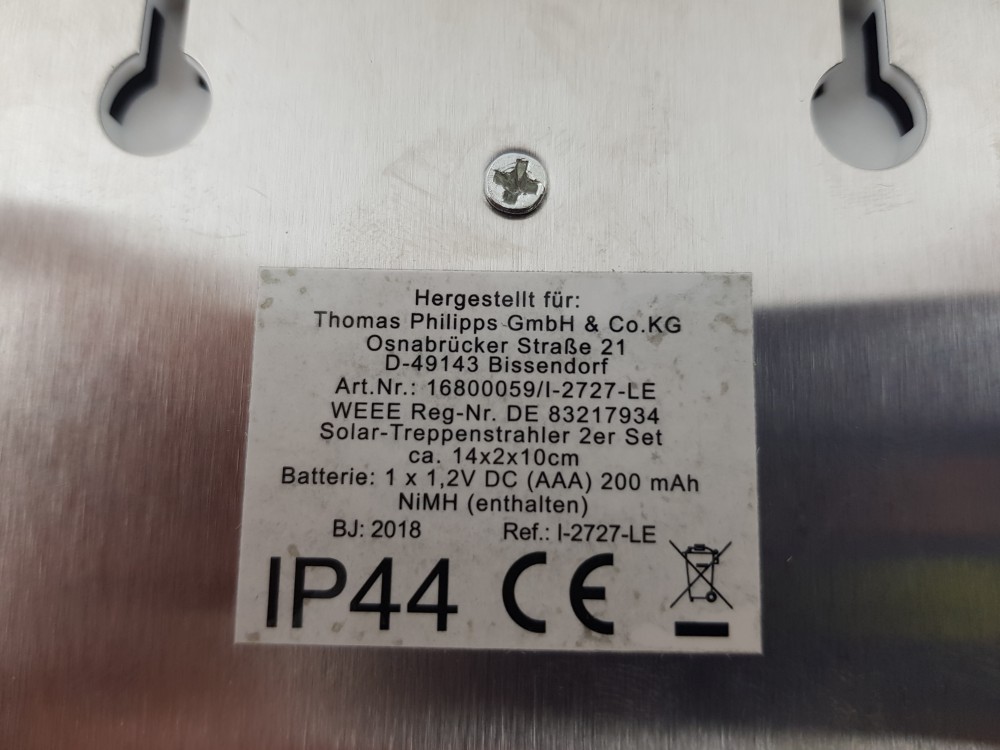 Hergestellt für:
Thomas Philipps GmbH & Co.KG
Osnabrücker Straße 21
D-49143 Bissendorf
Art.Nr.: 16800059/I-2727-LE
WEEE Reg-Nr. DE 83217934
Solar-Treppenstrahler 2er Set
ca. 14x2x10cm
Batterie: 1 x 1,2V DC (AAA) 200 mAh
NiMH (enthalten)
BJ: 2018 Ref.: I-2727-LE
IP44 CE